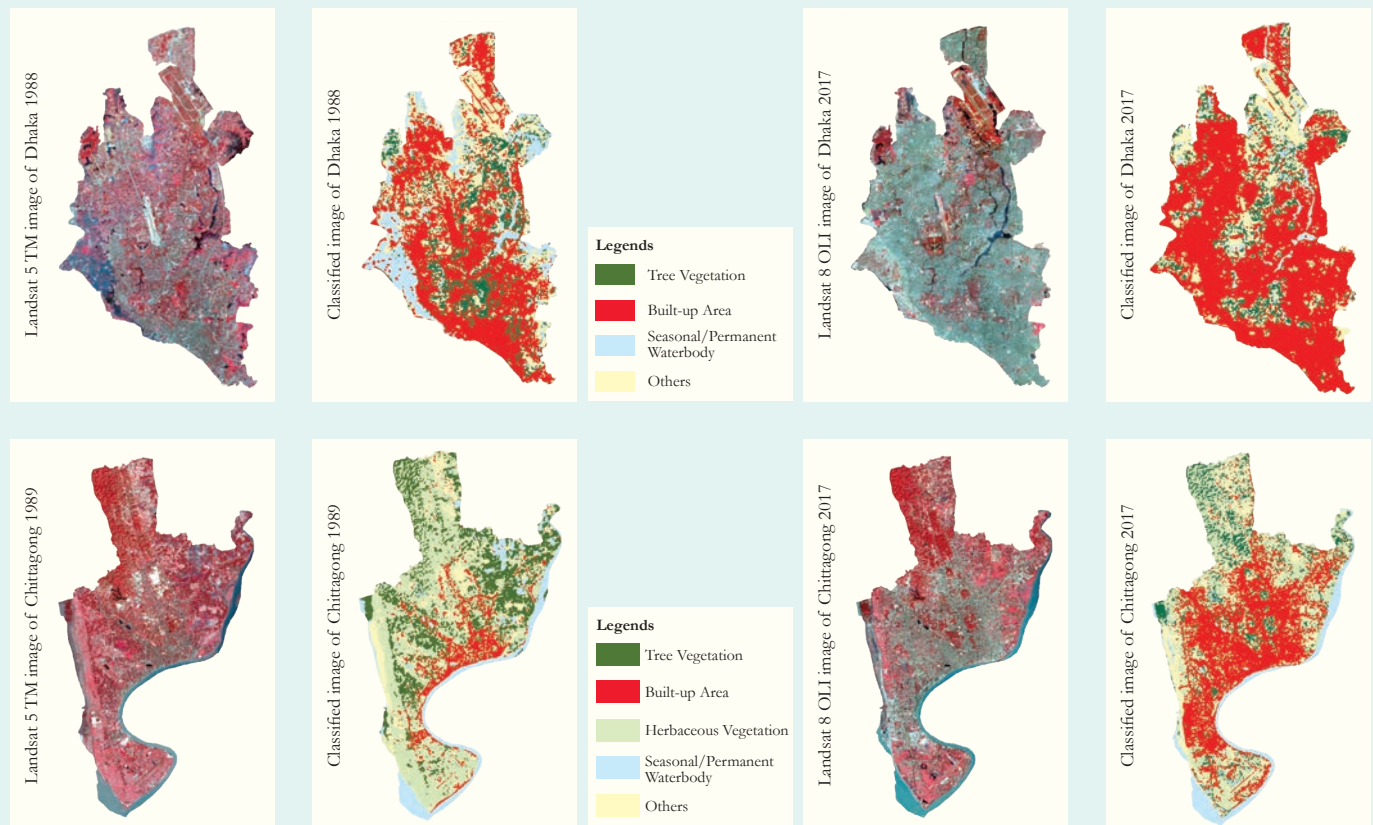 Landsat 5 TM image of Dhaka 1988
Classified image of Dhaka 1988
Legends
Tree Vegetation
Built-up Area
Seasonal/Permanent
Waterbody
Others
Landsat 8 OLI image of Dhaka 2017
Classified image of Dhaka 2017
Landsat 5 TM image of Chittagong 1989
Classified image of Chittagong 1989
Legends
Tree Vegetation
Built-up Area
Herbaceous Vegetation
Seasonal/Permanent
Waterbody
Others
Landsat 8 OLI image of Chittagong 2017
Classified image of Chittagong 2017